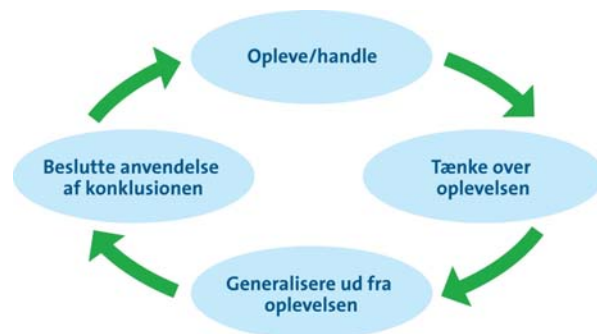 Opleve/handle
Tænke over
oplevelsen
Generalisere ud fra
oplevelsen
Beslutte anvendelse
af konklusionen